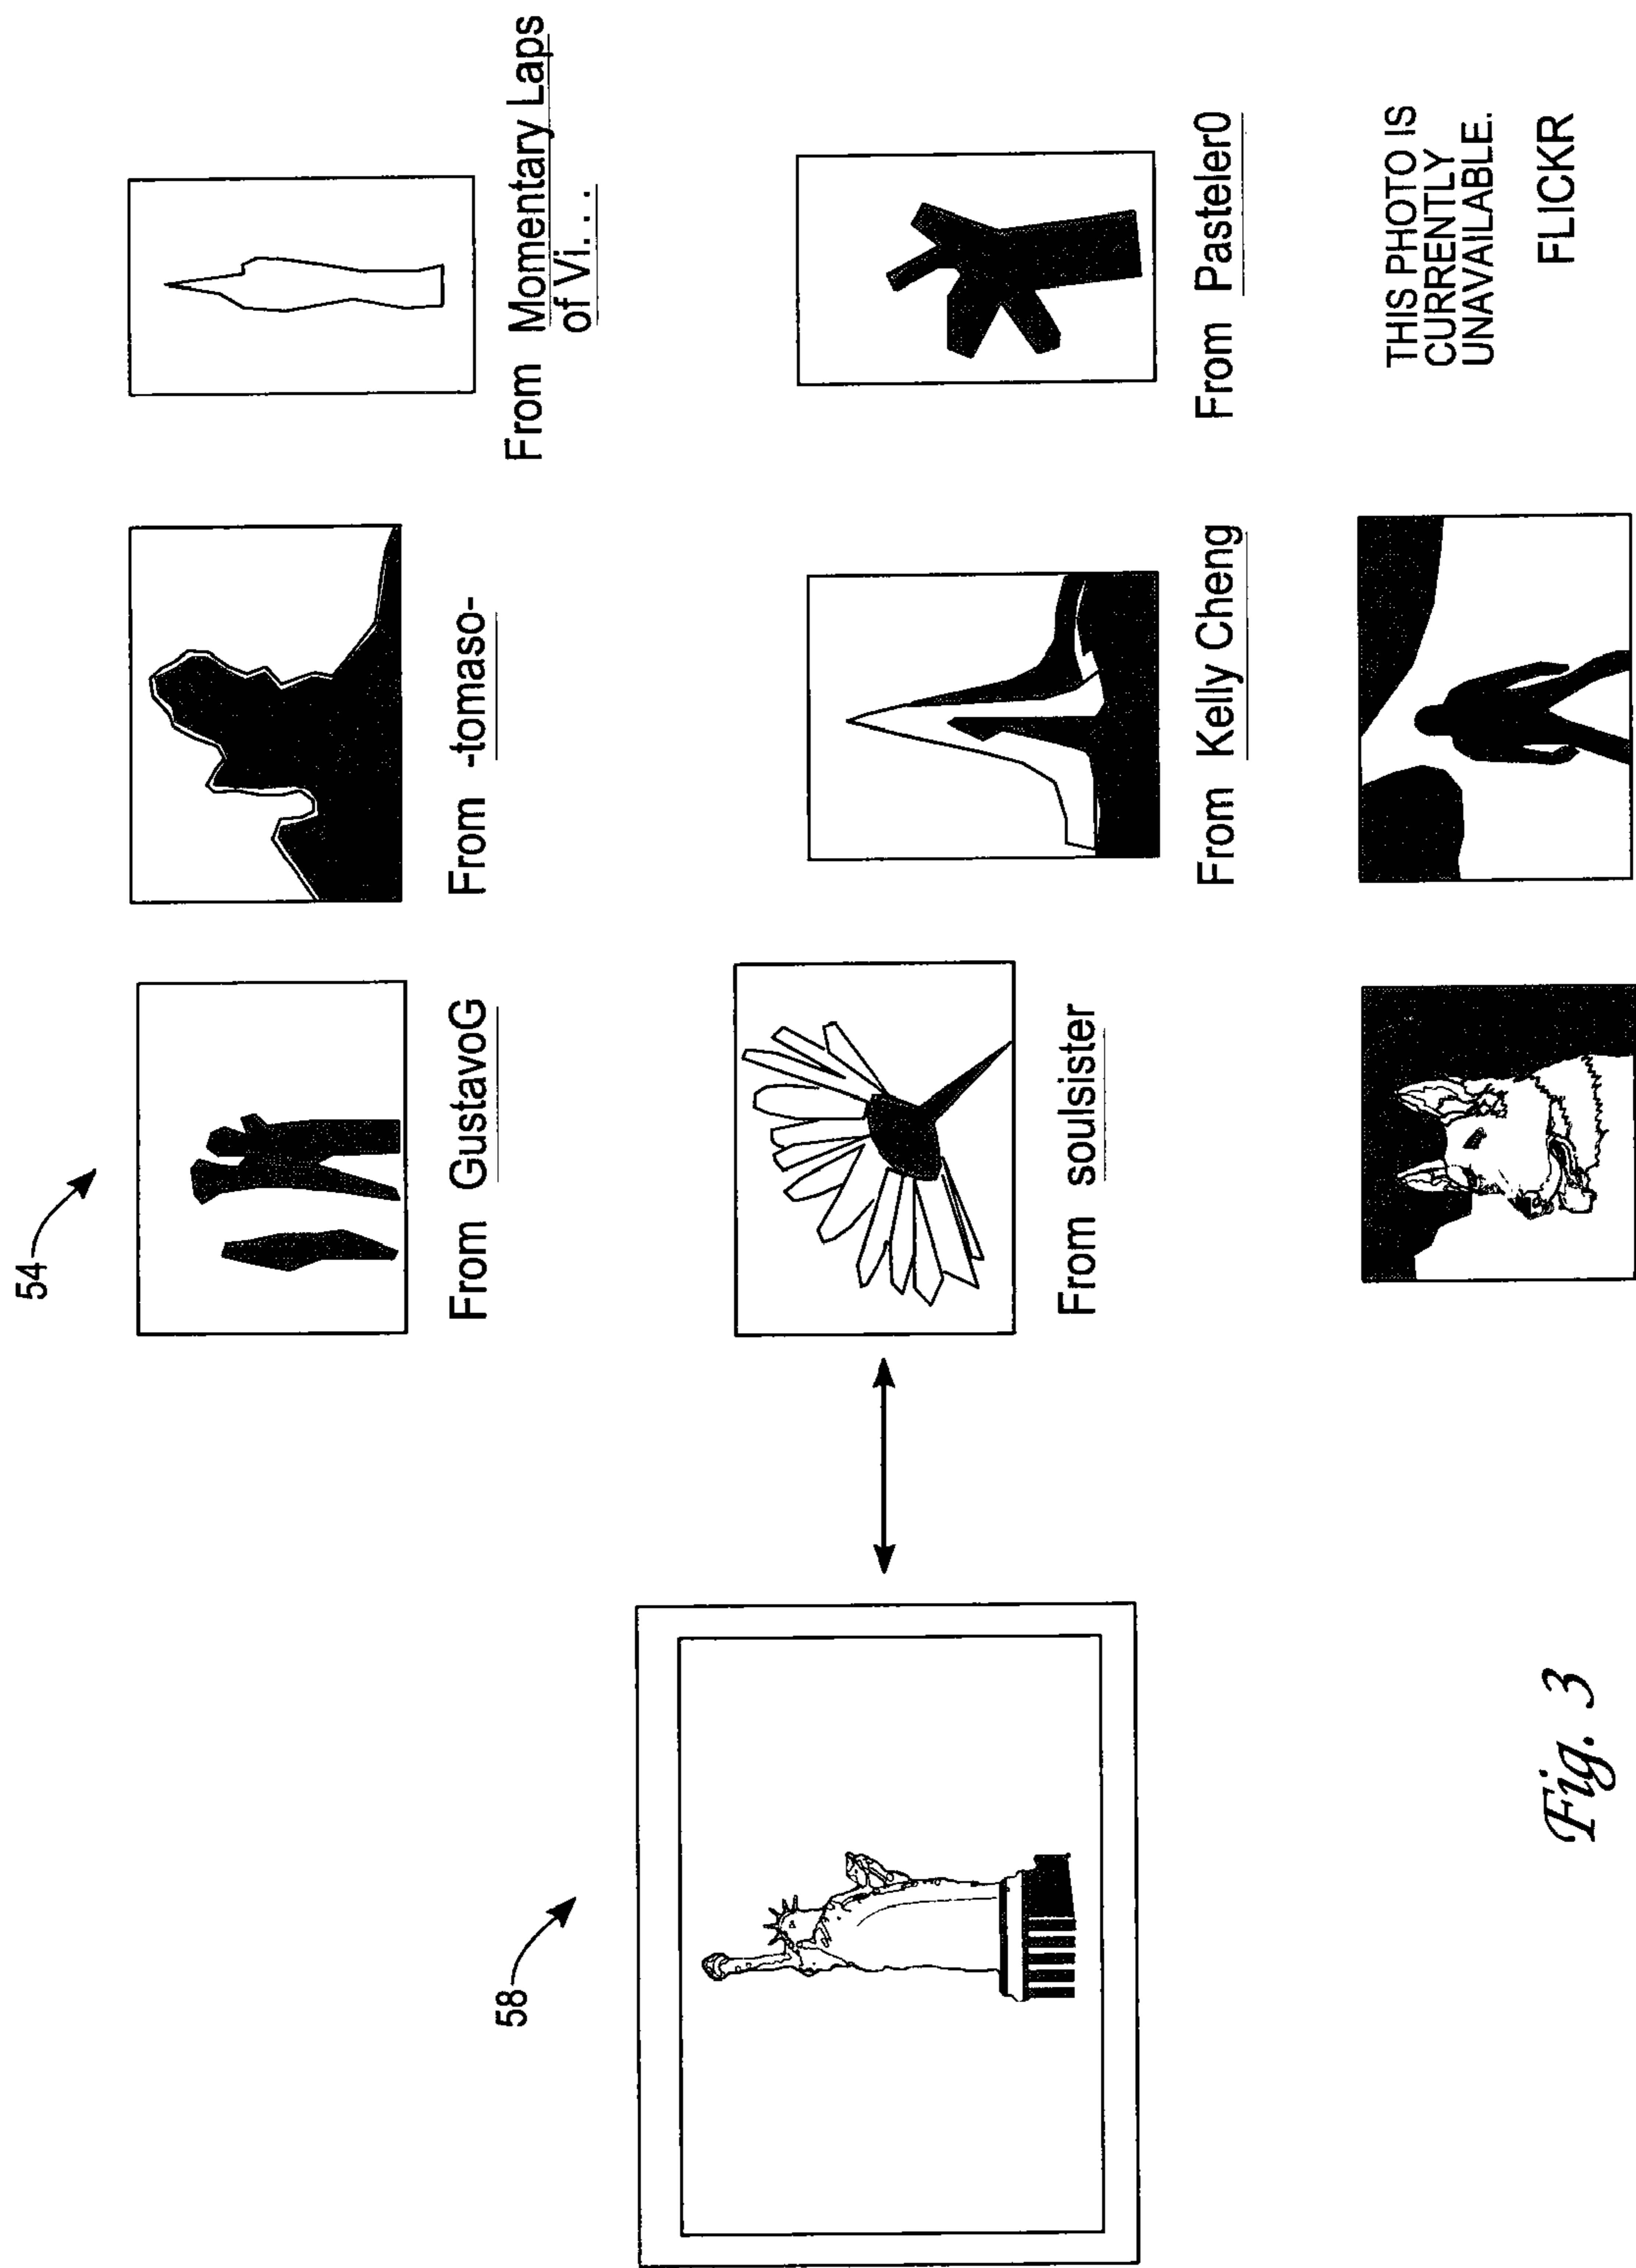 54
From GustavoG
From -tomaso-
From Momentary Laps
of Vi...
58
From soulsister
From Kelly Cheng
From Pasteler0
THIS PHOTO IS
CURRENTLY
UNAVAILABLE.
FLICKR
Fig. 3